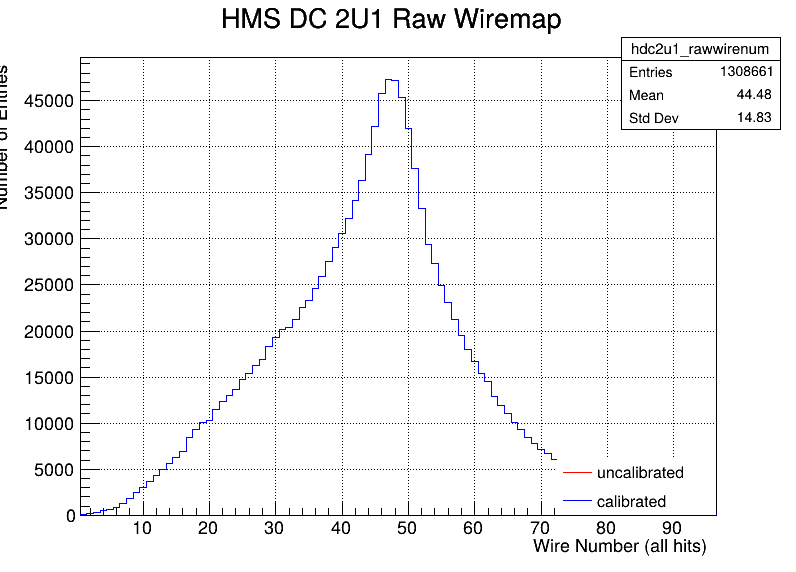 HMS DC 2U1 Raw Wiremap
hdc2u1_rawwirenum
Entries 1308661
Mean 44.48
Std Dev 14.83
Number of Entries
45000
40000
35000
30000
25000
20000
15000
10000
5000
0
uncalibrated
calibrated
10 20 30 40 50 60 70 80 90
Wire Number (all hits)